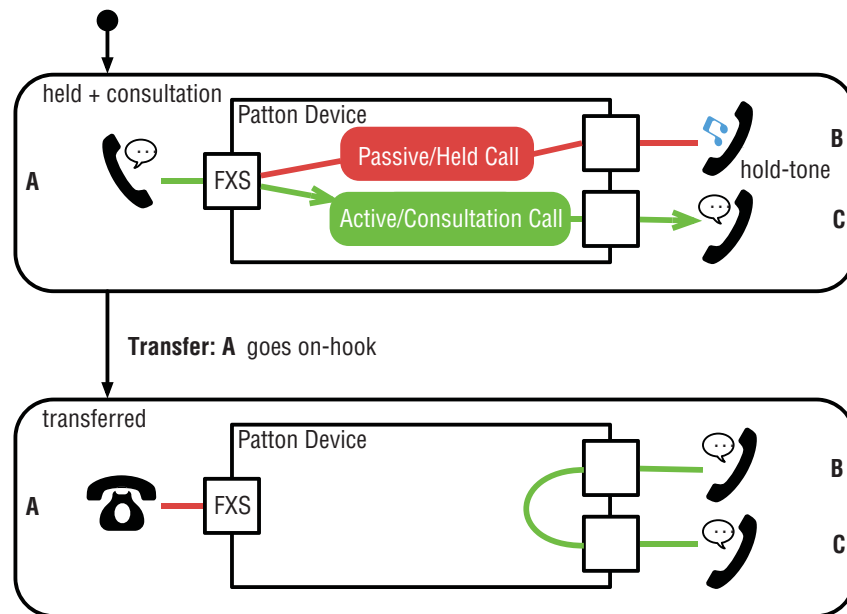 held + consultation
Patton Device
Passive/Held Call
B
hold-tone
A
FXS
Active/Consultation Call
C
Transfer: A goes on-hook
transferred
Patton Device
B
A
FXS
C